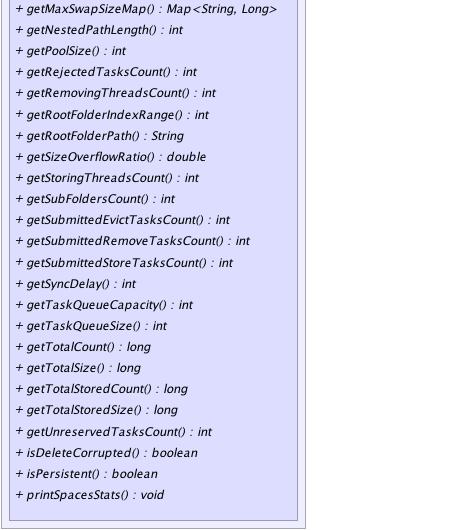 + getMaxSwapSizeMap() : Map<String, Long>
+ getNestedPathLength() : int
+ getPoolSize() : int
+ getRejectedTasksCount() : int
+ getRemovingThreadsCount() : int
+ getRootFolderIndexRange() : int
+ getRootFolderPath() : String
+ getSizeOverflowRatio() : double
+ getStoringThreadsCount() : int
+ getSubFoldersCount() : int
+ getSubmittedEvictTasksCount() : int
+ getSubmittedRemoveTasksCount() : int
+ getSubmittedStoreTasksCount() : int
+ getSyncDelay() : int
+ getTaskQueueCapacity() : int
+ getTaskQueueSize() : int
+ getTotalCount() : long
+ getTotalSize() : long
+ getTotalStoredCount() : long
+ getTotalStoredSize() : long
+ getUnreservedTasksCount() : int
+ isDeleteCorrupted() : boolean
+ isPersistent() : boolean
+ printSpacesStats() : void